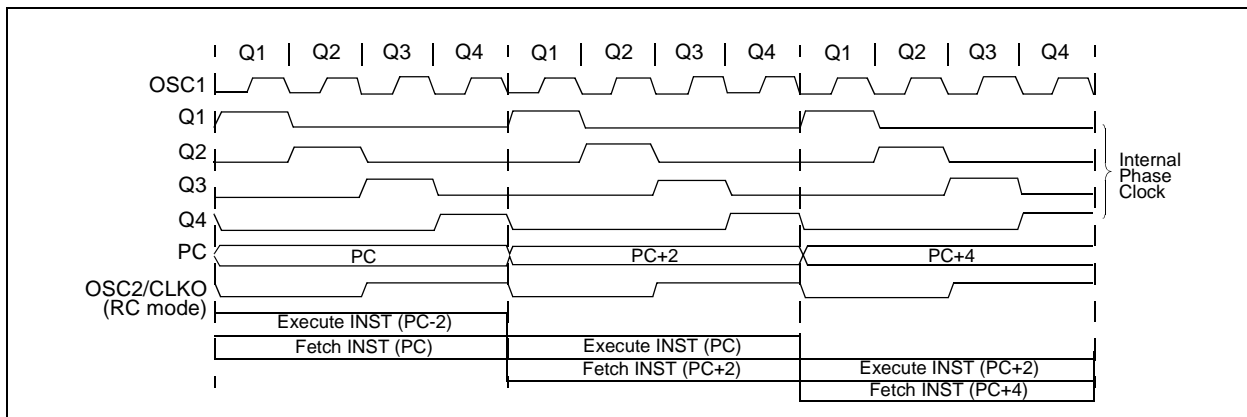 Q1 Q2 Q3 Q4 Q1 Q2 Q3 Q4 Q1 Q2 Q3 Q4
OSC1
Q1
Q2
Q3
Q4
Internal
Phase
Clock
PC PC PC+2 PC+4
OSC2/CLKO
(RC mode)
Execute INST (PC-2)
Fetch INST (PC) Execute INST (PC)
Fetch INST (PC+2) Execute INST (PC+2)
Fetch INST (PC+4)